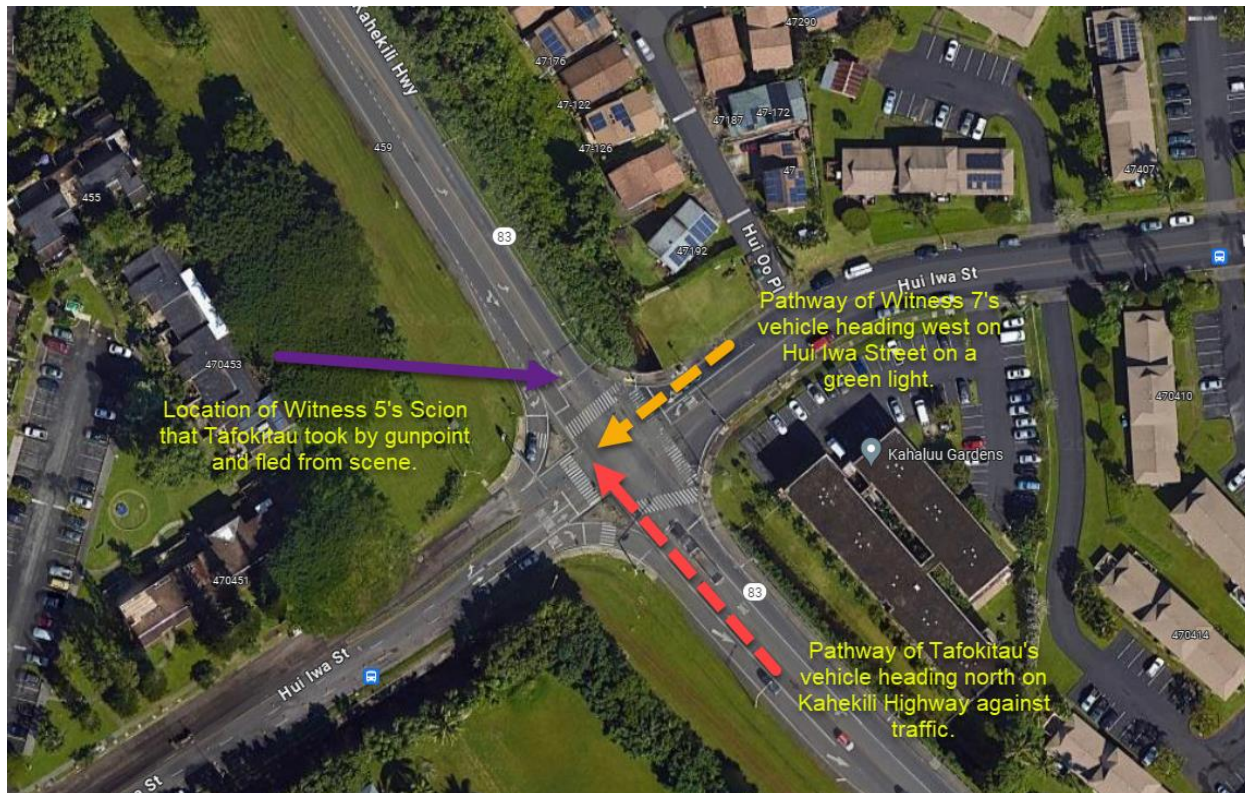 Kahekili Hwy
47290
47176
47-122
47187
47-172
47-126
47407
459
47
455
83
47192
Hui Oo Pl
Hui Iwa St
Pathway of Witness 7's
vehicle heading west on
Hui Iwa Street on a
green light.
470453
Location of Witness 5's Scion
that Tafokitau took by gunpoint
and fled from scene.
470410
Kahaluu Gardens
470451
83
470414
Hui Iwa St
Pathway of Tafokitau's
vehicle heading north on
Kahekili Highway against
traffic.
wa St